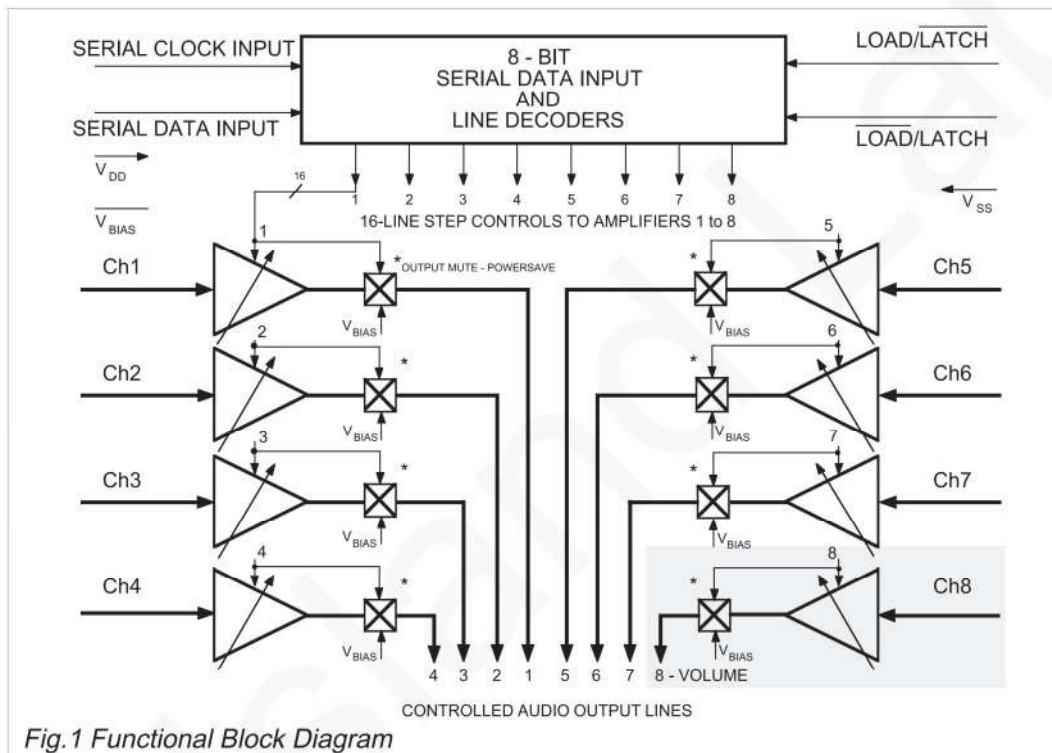 SERIAL CLOCK INPUT
SERIAL DATA INPUT
8 - BIT
SERIAL DATA INPUT
AND
LINE DECODERS
LOAD/LATCH
LOAD/LATCH
VDD
VBIAS
VSS
16
1 2 3 4 5 6 7 8
16-LINE STEP CONTROLS TO AMPLIFIERS 1 to 8
Ch1
1
*OUTPUT MUTE - POWERSAVE
VBIAS
Ch2
2
*
VBIAS
Ch3
3
*
VBIAS
Ch4
4
*
VBIAS
5
*
Ch5
VBIAS
6
*
Ch6
VBIAS
7
*
Ch7
VBIAS
8
*
Ch8
VBIAS
4 3 2 1 5 6 7 8 - VOLUME
CONTROLLED AUDIO OUTPUT LINES
Fig.1 Functional Block Diagram